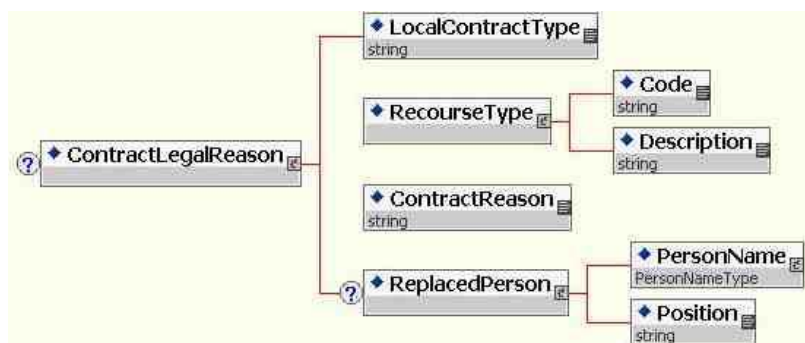 LocalContractType
string
Code
string
RecourseType
Description
string
? ContractLegalReason
ContractReason
string
PersonName
PersonNameType
? ReplacedPerson
Position
string